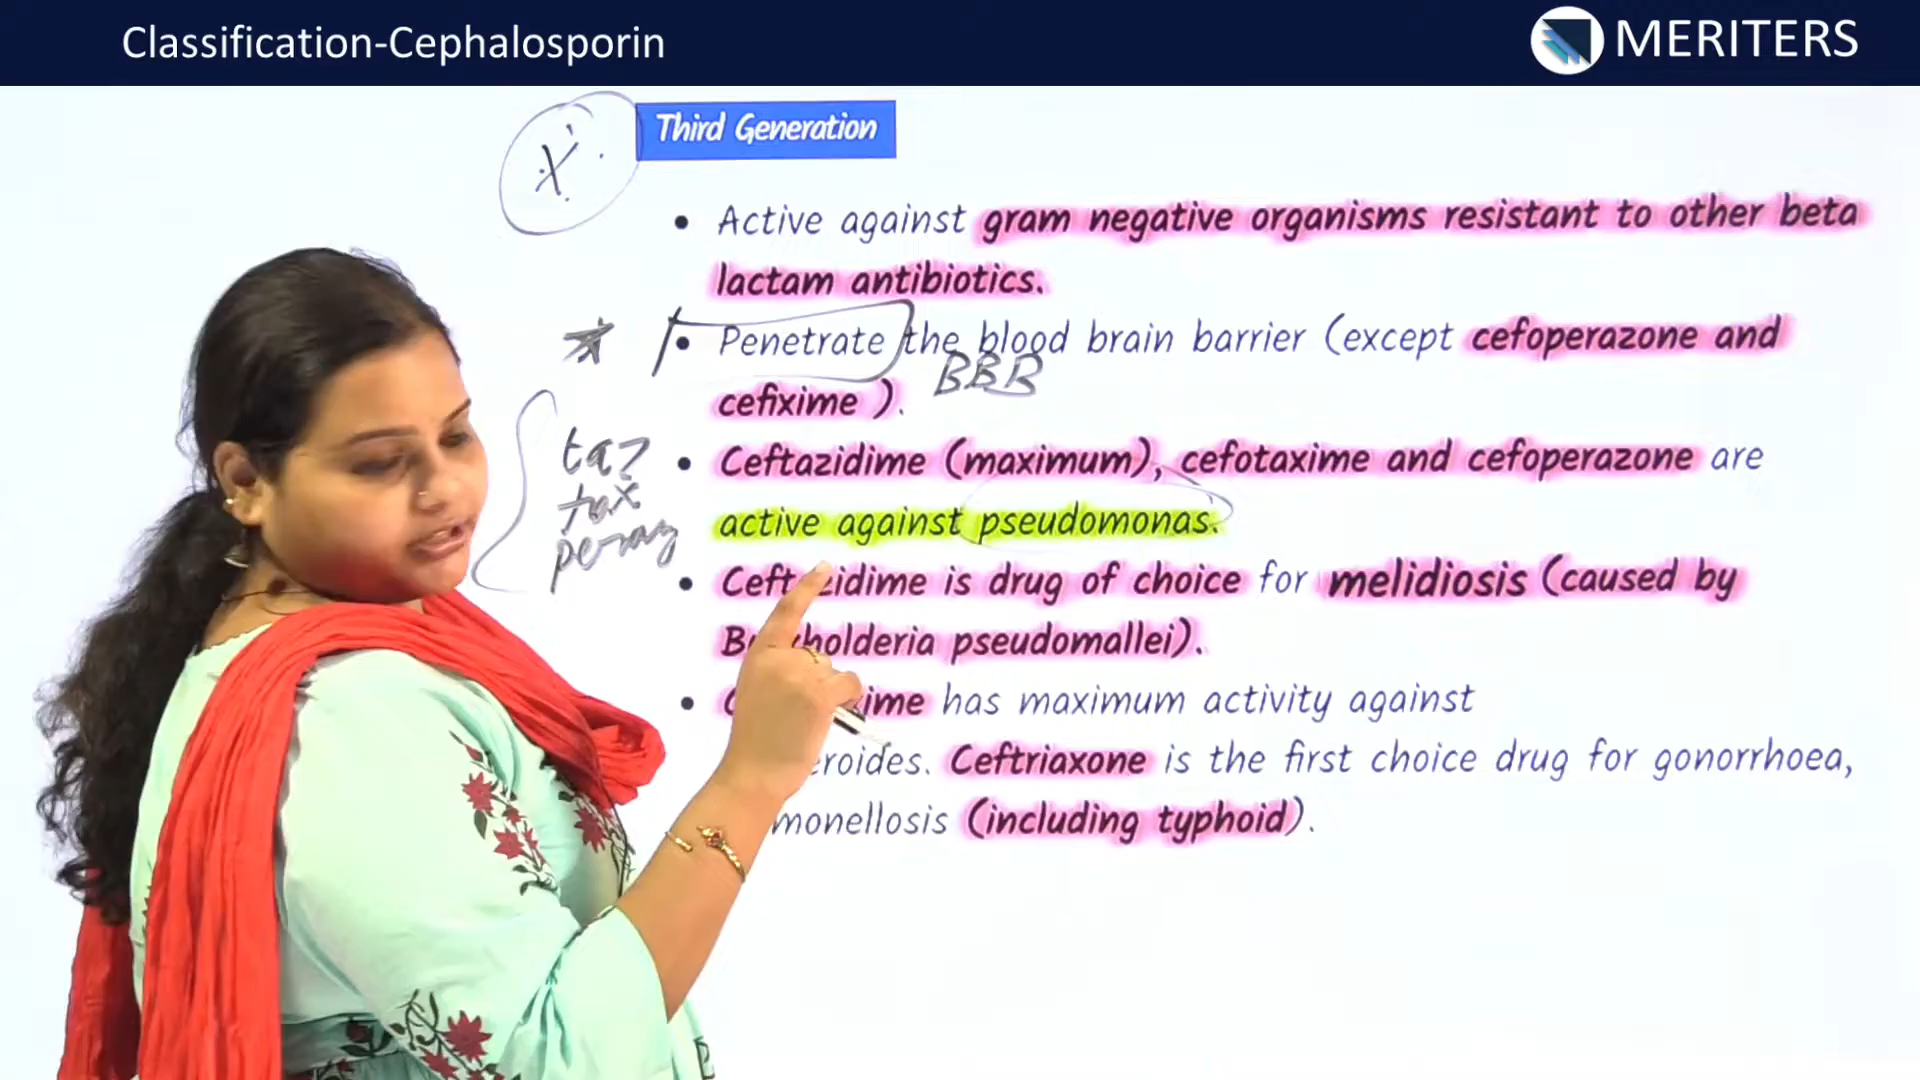 Classification-Cephalosporin
MERITERS
X
Third Generation
• Active against gram negative organisms resistant to other beta
lactam antibiotics.
• Penetrate the blood brain barrier (except cefoperazone and
BBB
cefixime ).
taz
tax
peraz
• Ceftazidime (maximum), cefotaxime and cefoperazone are
active against pseudomonas.
• is drug of choice for melidiosis (caused by
pseudomallei).
• has maximum activity against
Ceftriaxone is the first choice drug for gonorrhoea,
(including typhoid).